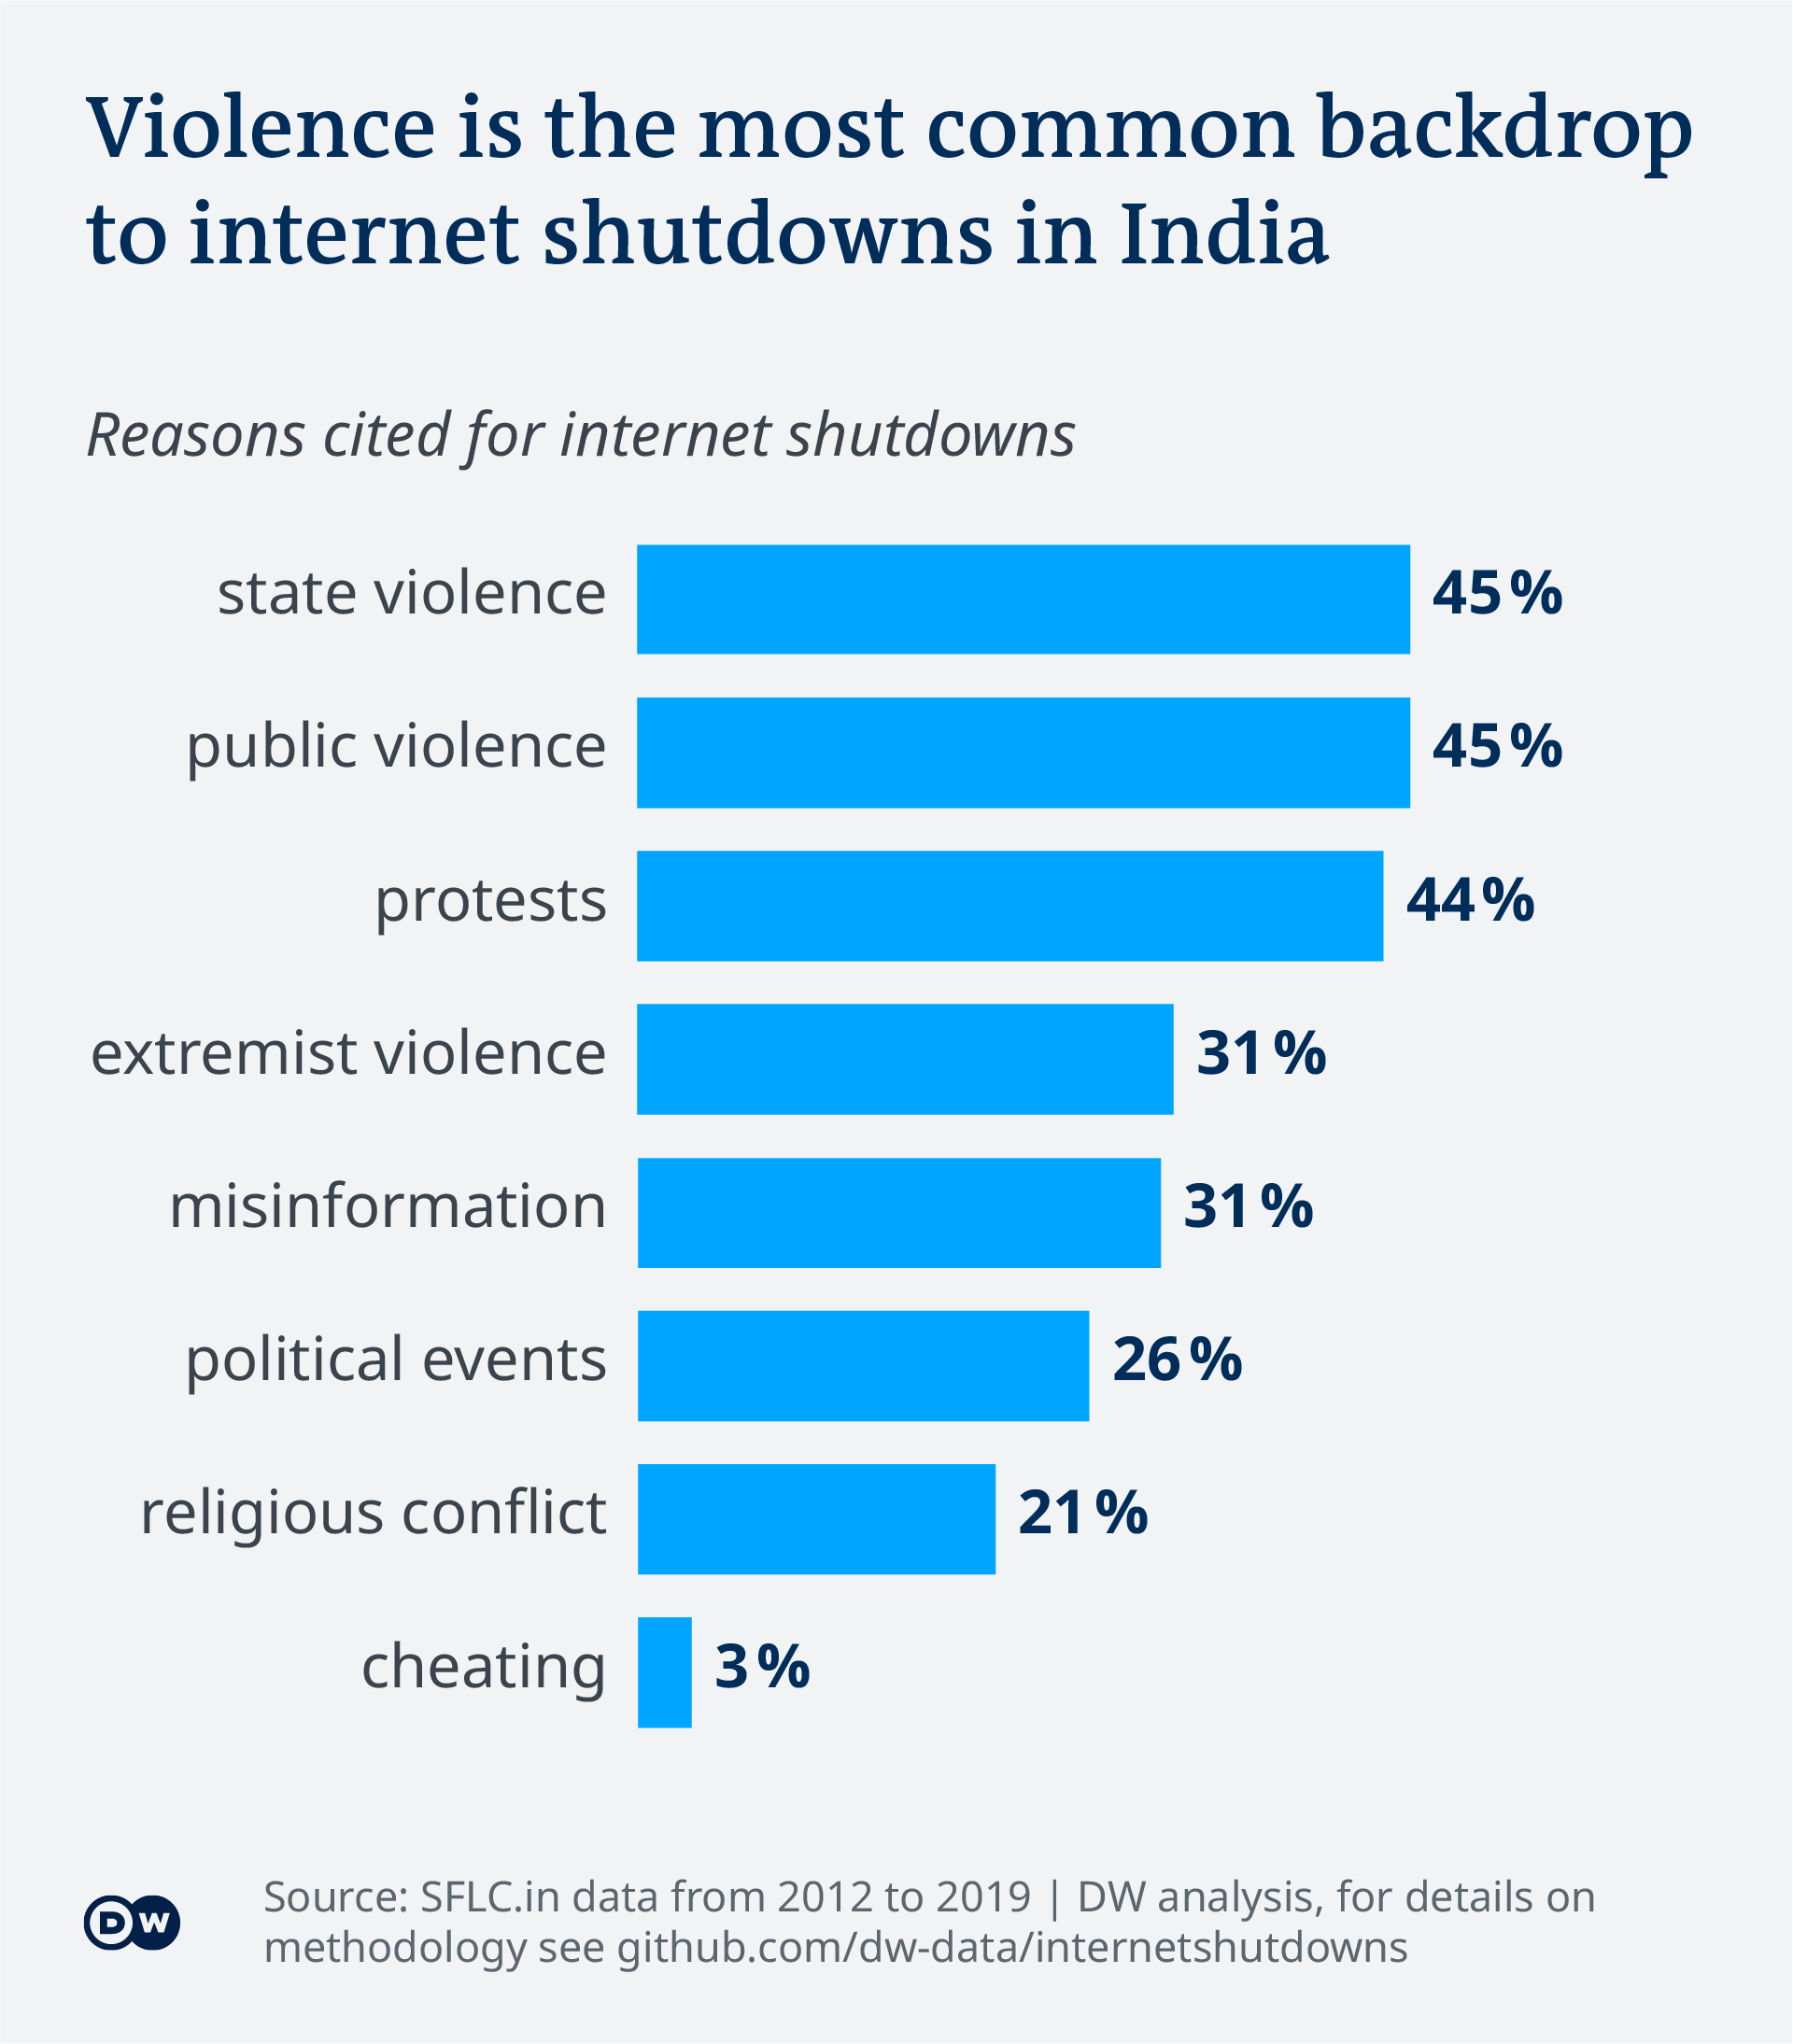 Violence is the most common backdrop
to internet shutdowns in India
Reasons cited for internet shutdowns
state violence 45%
public violence 45%
protests 44%
extremist violence 31%
misinformation 31%
political events 26%
religious conflict 21%
cheating 3%
DW
Source: SFLC.in data from 2012 to 2019 | DW analysis, for details on
methodology see github.com/dw-data/internetshutdowns